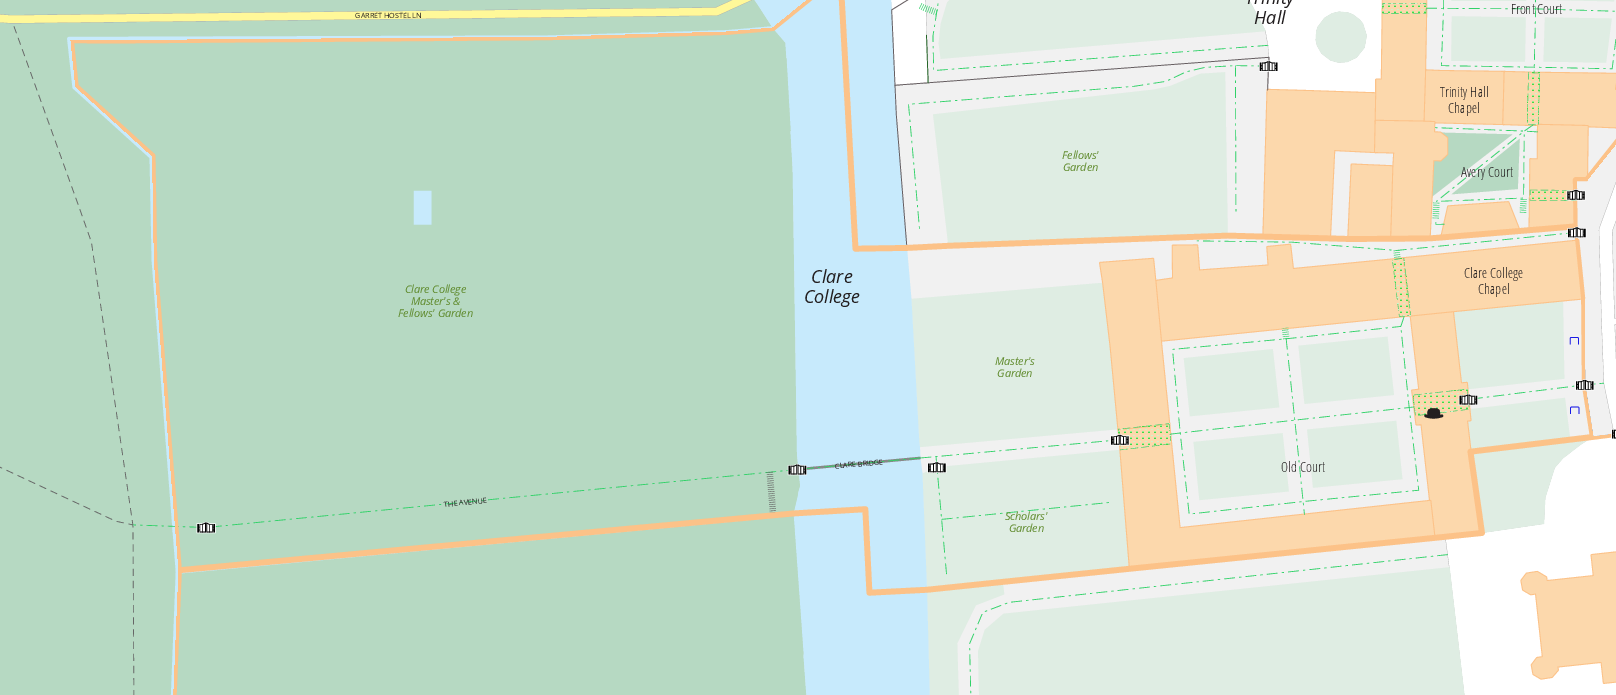 GARRET HOSTEL LN
Trinity
Hall
Front Court
Trinity Hall
Chapel
Fellows'
Garden
Avery Court
Clare
College
Clare College
Chapel
Clare College
Master's &
Fellows' Garden
Master's
Garden
CLARE BRIDGE
Old Court
THE AVENUE
Scholars'
Garden